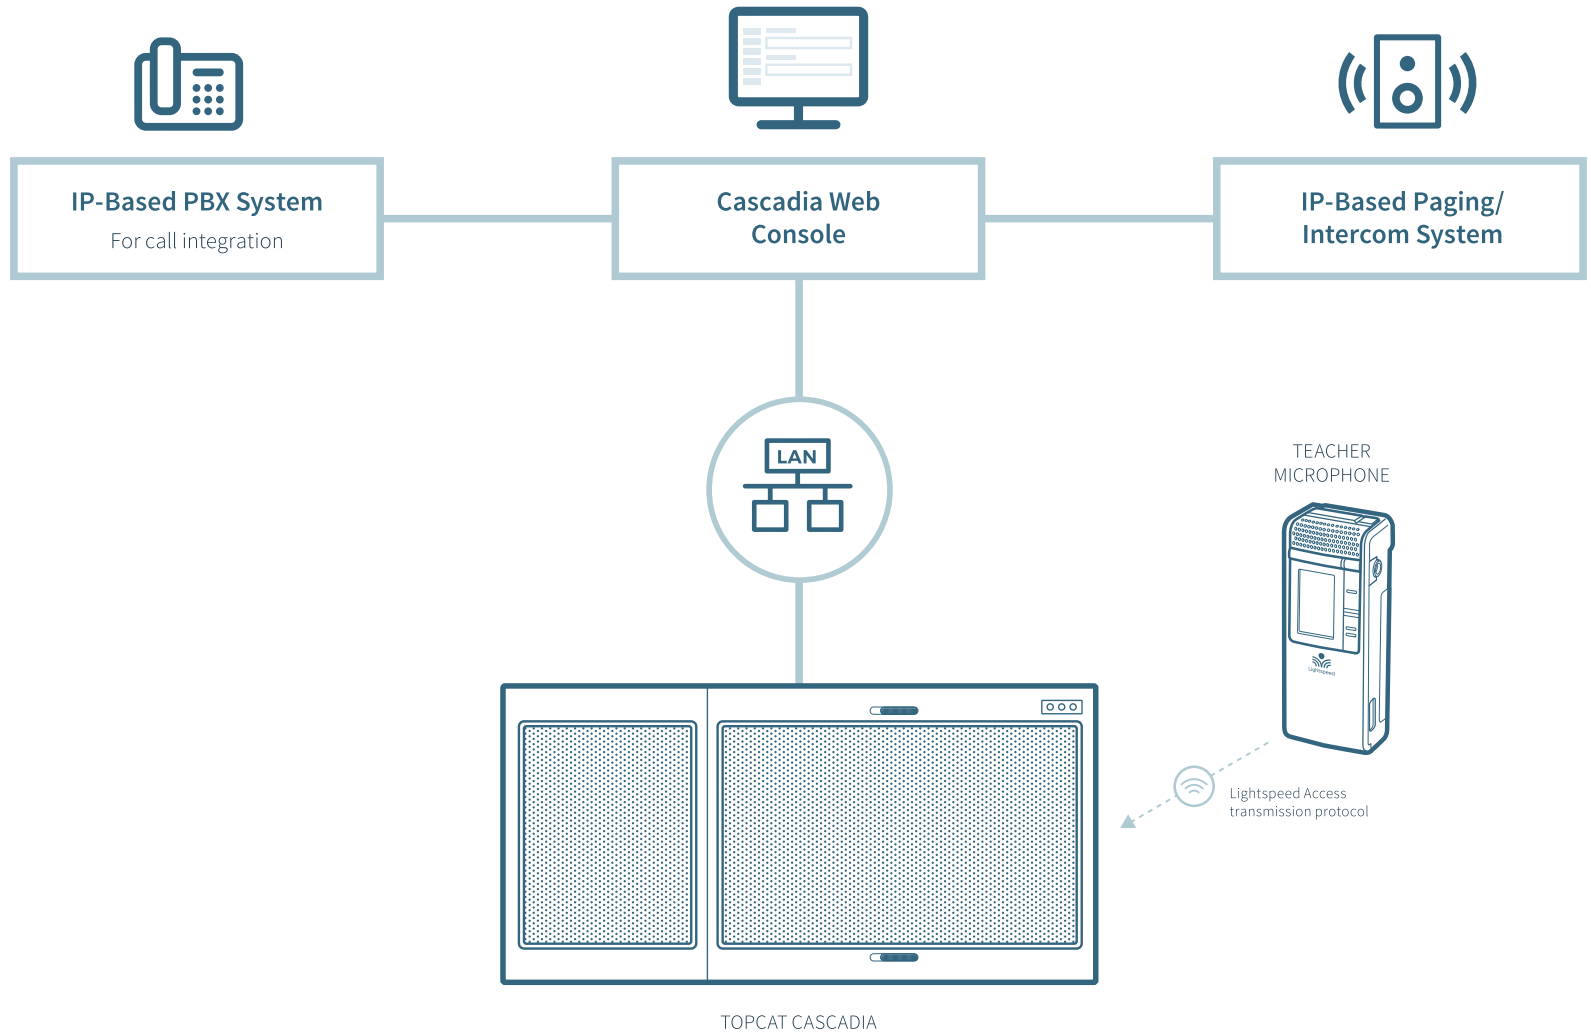 IP-Based PBX System
For call integration
Cascadia Web
Console
IP-Based Paging/
Intercom System
LAN
TEACHER
MICROPHONE
Lightspeed
Lightspeed Access
transmission protocol
TOPCAT CASCADIA